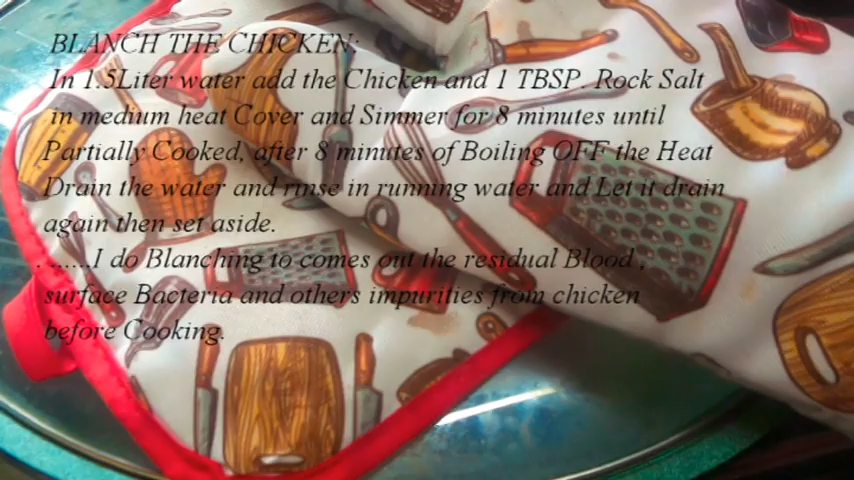 BLANCH THE CHICKEN:
In 1.5Liter water add the Chicken and 1 TBSP. Rock Salt
in medium heat Cover and Simmer for 8 minutes until
Partially Cooked, after 8 minutes of Boiling OFF the Heat
Drain the water and rinse in running water and Let it drain
again then set aside.
. ......I do Blanching to comes out the residual Blood ,
surface Bacteria and others impurities from chicken
before Cooking.